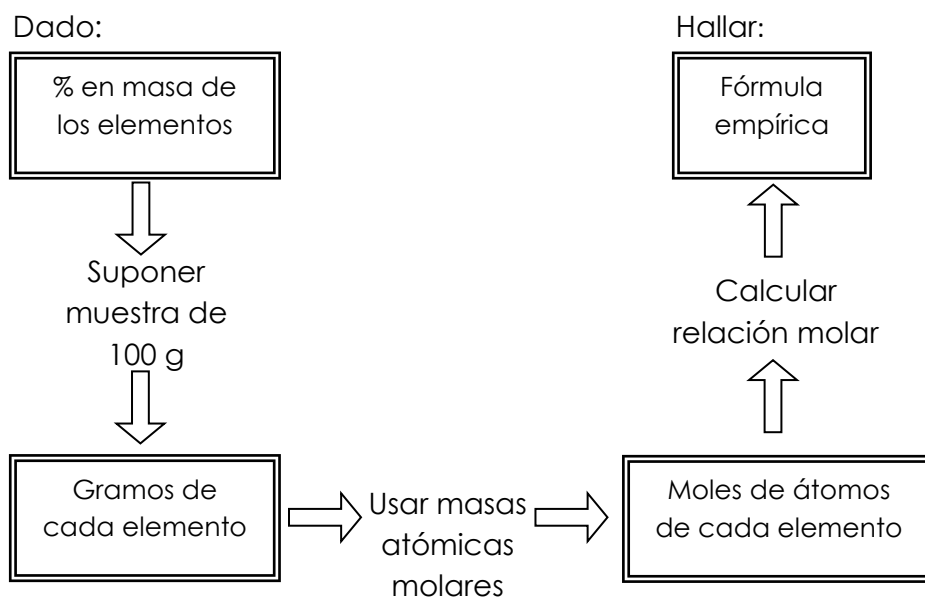 Dado:
% en masa de
los elementos
Suponer
muestra de
100 g
Gramos de
cada elemento
Usar masas
atómicas
molares
Moles de átomos
de cada elemento
Calcular
relación molar
Hallar:
Fórmula
empírica